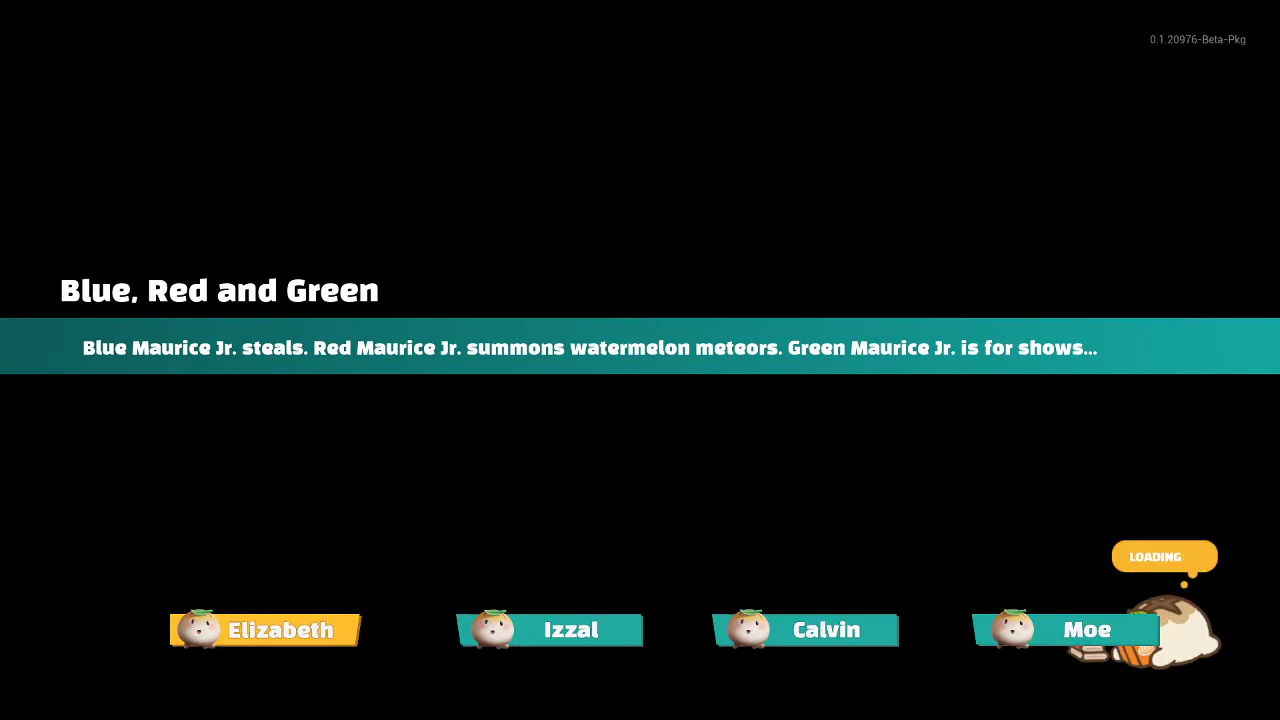 0.1.20976-Beta-Pkg
Blue, Red and Green
Blue Maurice Jr. steals. Red Maurice Jr. summons watermelon meteors. Green Maurice Jr. is for shows...
LOADING
Elizabeth
Izzal
Calvin
Moe